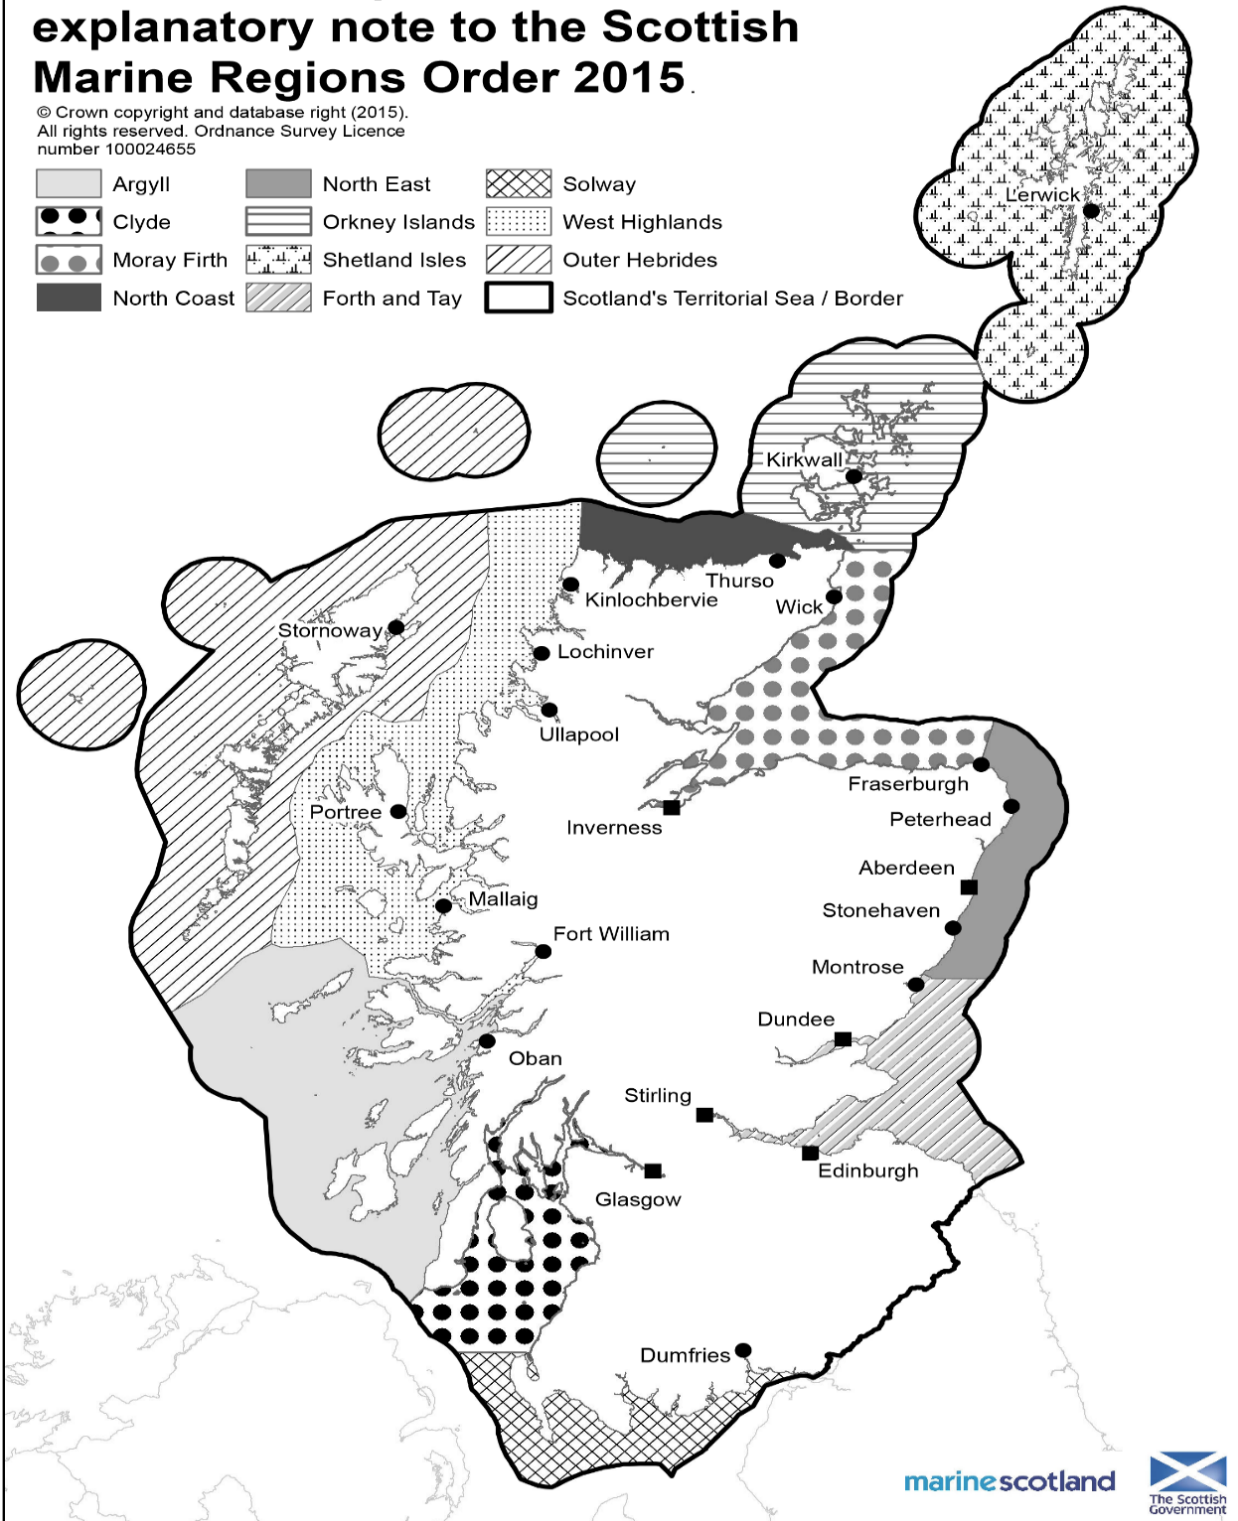 explanatory note to the Scottish
Marine Regions Order 2015.
© Crown copyright and database right (2015).
All rights reserved. Ordnance Survey Licence
number 100024655
Argyll
North East
Solway
Clyde
Orkney Islands
West Highlands
Moray Firth
Shetland Isles
Outer Hebrides
North Coast
Forth and Tay
Scotland's Territorial Sea / Border
Lerwick
Kirkwall
Thurso
Kinlochbervie
Wick
Stornoway
Lochinver
Ullapool
Fraserburgh
Portree
Peterhead
Inverness
Aberdeen
Mallaig
Stonehaven
Fort William
Montrose
Dundee
Oban
Stirling
Edinburgh
Glasgow
Dumfries
marinescotland
The Scottish
Government